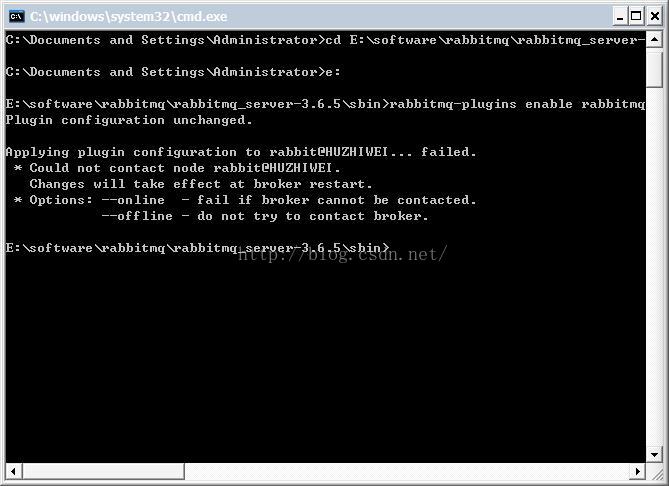 C:\windows\system32\cmd.exe
C:\Documents and Settings\Administrator>cd E:\software\rabbitmq\rabbitmq_server-
C:\Documents and Settings\Administrator>e:
E:\software\rabbitmq\rabbitmq_server-3.6.5\sbin>rabbitmq-plugins enable rabbitmq
Plugin configuration unchanged.
Applying plugin configuration to rabbit@HUZHIWEI... failed.
* Could not contact node rabbit@HUZHIWEI.
Changes will take effect at broker restart.
* Options: --online - fail if broker cannot be contacted.
--offline - do not try to contact broker.
E:\software\rabbitmq\rabbitmq_server-3.6.5\sbin>
http://blog.csdn.net/